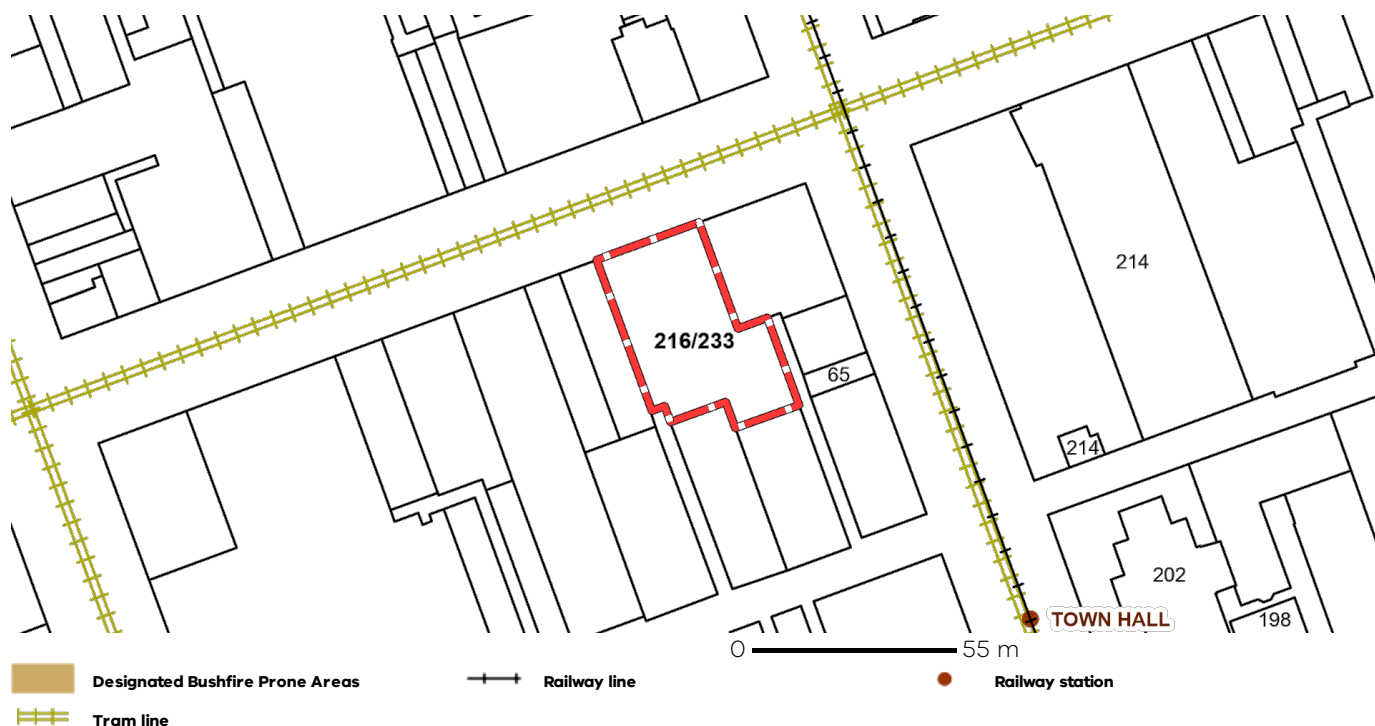 214
216/233
65
214
202
TOWN HALL
198
0 55 m
Designated Bushfire Prone Areas
Railway line
Railway station
Tram line